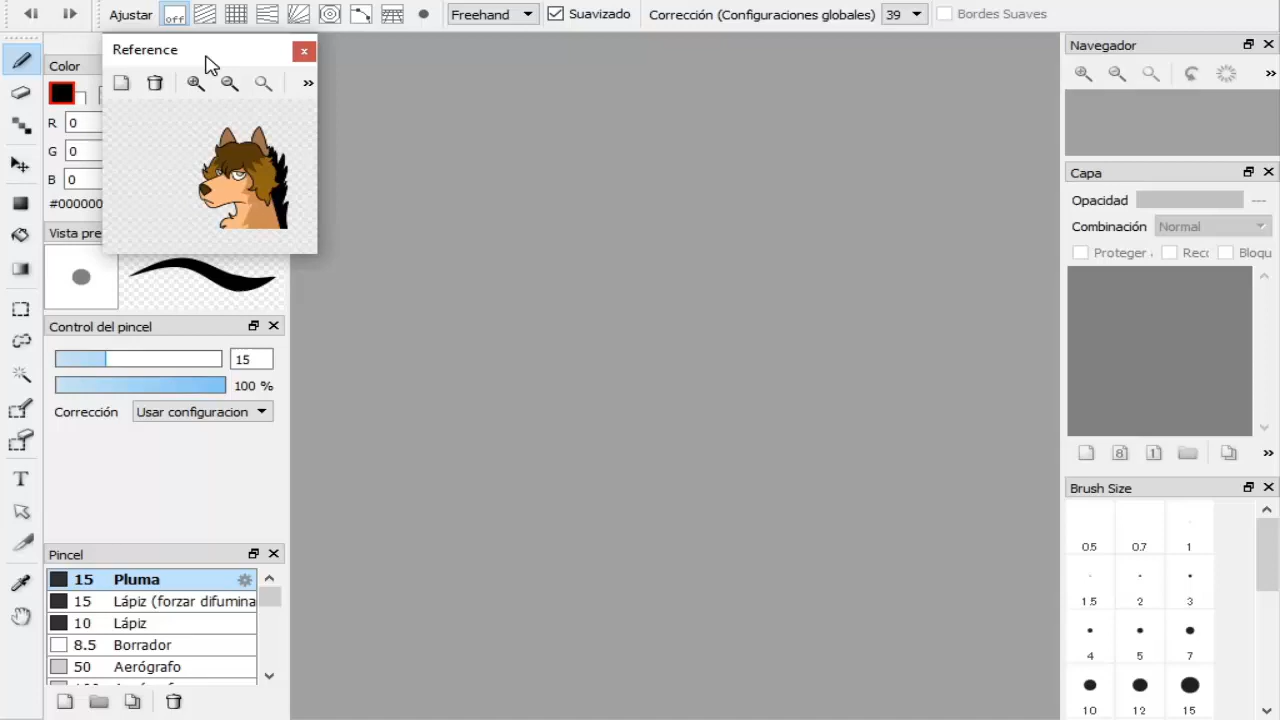 Ajustar off Freehand Suavizado Corrección (Configuraciones globales) 39 Bordes Suaves
Reference
Color
R 0
G 0
B 0
#000000
Vista pre
Control del pincel
15
100 %
Corrección Usar configuracion
Pincel
15 Pluma
15 Lápiz (forzar difumina
10 Lápiz
8.5 Borrador
50 Aerógrafo
Navegador
Capa
Opacidad ---
Combinación Normal
Proteger Recc Bloqu
8 1
Brush Size
0.5 0.7 1
1.5 2 3
4 5 7
10 12 15